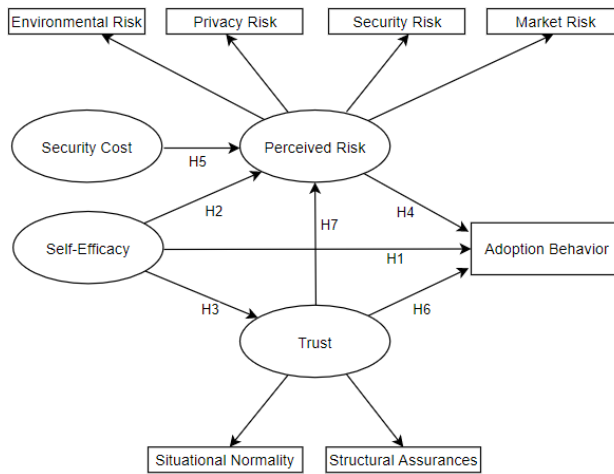 Environmental Risk
Privacy Risk
Security Risk
Market Risk
Security Cost
H5
Perceived Risk
H2
H7
H4
Self-Efficacy
H1
Adoption Behavior
H3
H6
Trust
Situational Normality
Structural Assurances